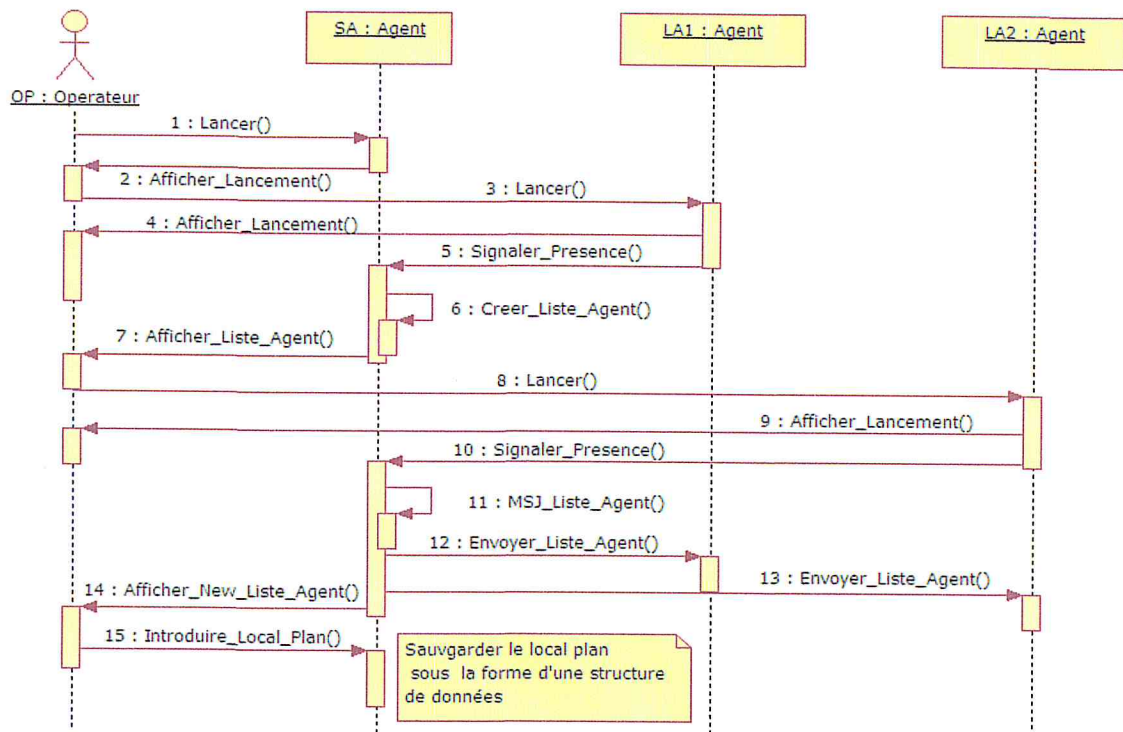 SA : Agent
LA1 : Agent
LA2 : Agent
OP : Operateur
1 : Lancer()
2 : Afficher_Lancement()
3 : Lancer()
4 : Afficher_Lancement()
5 : Signaler_Presence()
6 : Creer_Liste_Agent()
7 : Afficher_Liste_Agent()
8 : Lancer()
9 : Afficher_Lancement()
10 : Signaler_Presence()
11 : MSJ_Liste_Agent()
12 : Envoyer_Liste_Agent()
13 : Envoyer_Liste_Agent()
14 : Afficher_New_Liste_Agent()
15 : Introduire_Local_Plan()
Sauvgarder le local plan
sous la forme d'une structure
de données